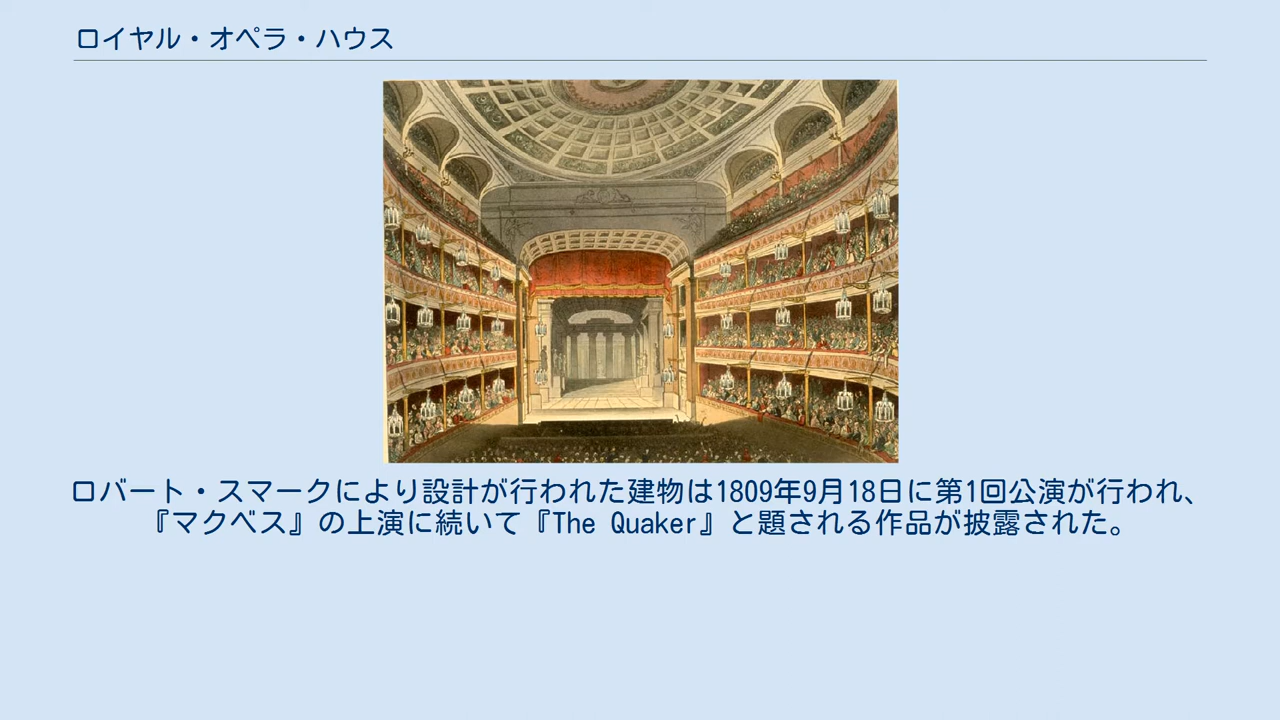 ロイヤル・オペラ・ハウス
ロバート・スマークにより設計が行われた建物は1809年9月18日に第1回公演が行われ、
『マクベス』の上演に続いて『The Quaker』と題される作品が披露された。